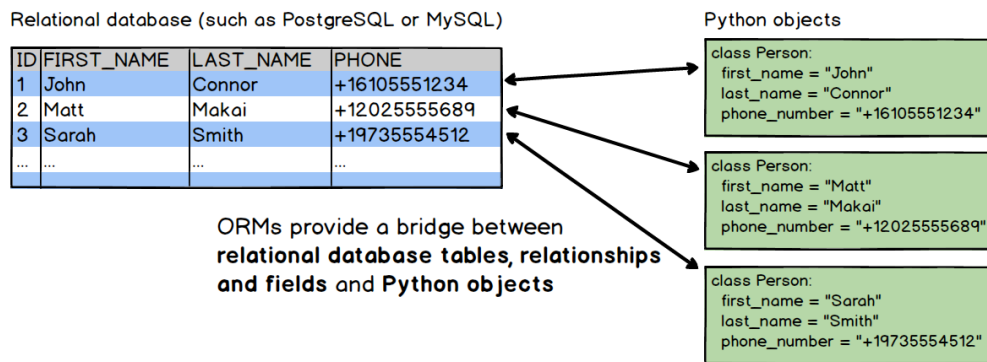 Relational database (such as PostgreSQL or MySQL)
ID FIRST_NAME LAST_NAME PHONE
1 John Connor +16105551234
2 Matt Makai +12025555689
3 Sarah Smith +19735554512
... ... ... ...
ORMs provide a bridge between
relational database tables, relationships
and fields and Python objects
Python objects
class Person:
first_name = "John"
last_name = "Connor"
phone_number = "+16105551234"
class Person:
first_name = "Matt"
last_name = "Makai"
phone_number = "+12025555689"
class Person:
first_name = "Sarah"
last_name = "Smith"
phone_number = "+19735554512"